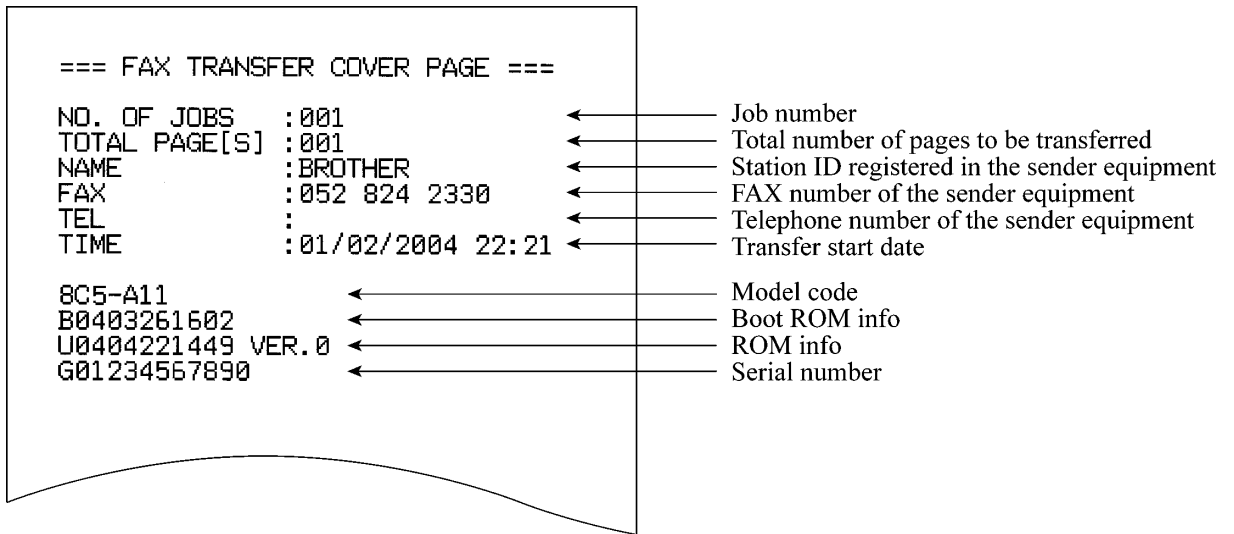 === FAX TRANSFER COVER PAGE ===
NO. OF JOBS :001 Job number
TOTAL PAGE[S] :001 Total number of pages to be transferred
NAME :BROTHER Station ID registered in the sender equipment
FAX :052 824 2330 FAX number of the sender equipment
TEL : Telephone number of the sender equipment
TIME :01/02/2004 22:21 Transfer start date
8C5-A11 Model code
B0403261602 Boot ROM info
U0404221449 VER.0 ROM info
G01234567890 Serial number